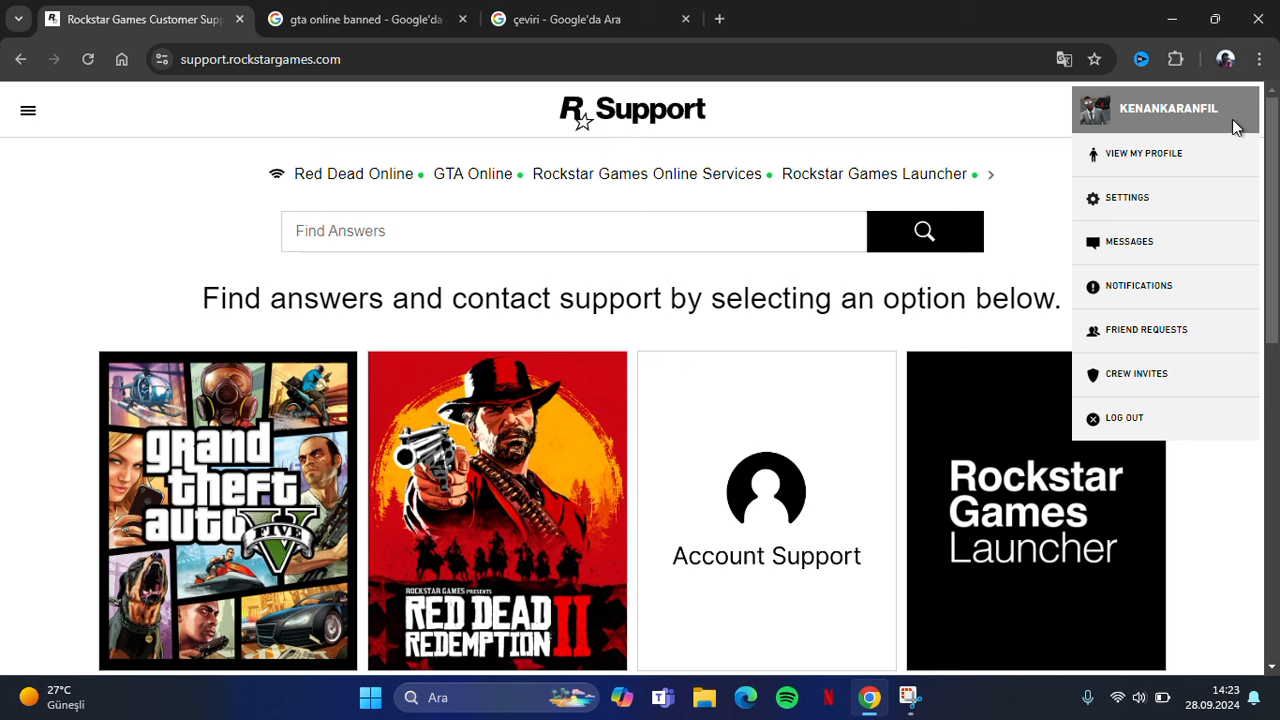 Rockstar Games Customer Supp
gta online banned - Google'da
çeviri - Google'da Ara
support.rockstargames.com
R Support
KENANKARANFIL
VIEW MY PROFILE
SETTINGS
MESSAGES
NOTIFICATIONS
FRIEND REQUESTS
CREW INVITES
LOG OUT
Red Dead Online
GTA Online
Rockstar Games Online Services
Rockstar Games Launcher
Find Answers
Find answers and contact support by selecting an option below.
grand
theft
auto
V
FIVE
ROCKSTAR GAMES PRESENTS
RED DEAD
REDEMPTION II
Account Support
Rockstar
Games
Launcher
27°C
Güneşli
Ara
14:23
28.09.2024